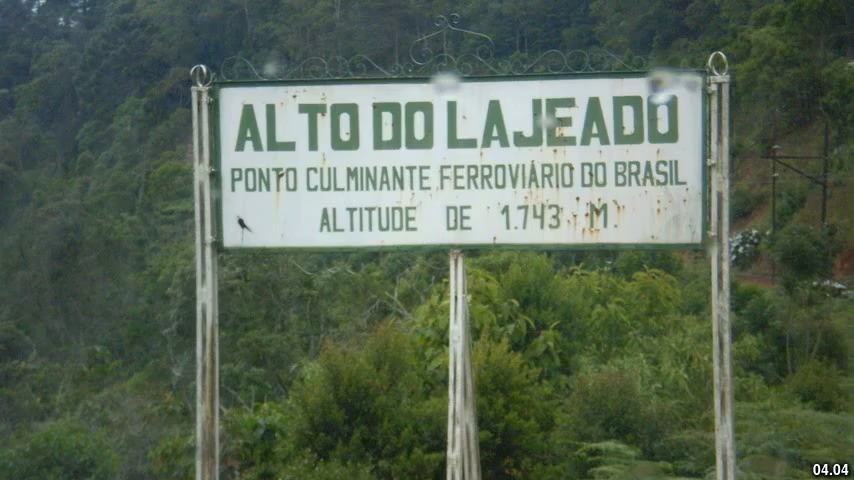 ALTO DO LAJEADO
PONTO CULMINANTE FERROVIÁRIO DO BRASIL
ALTITUDE DE 1.743 M.
04.04